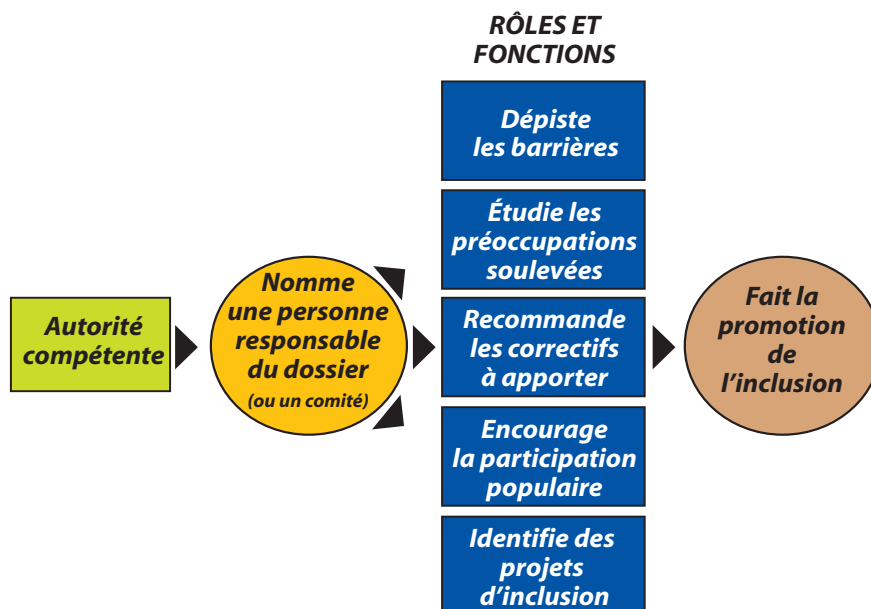 RÔLES ET
FONCTIONS
Dépiste
les barrières
Étudie les
préoccupations
soulevées
Autorité
compétente
Nomme
une personne
responsable
du dossier
(ou un comité)
Recommande
les correctifs
à apporter
Fait la
promotion
de
l'inclusion
Encourage
la participation
populaire
Identifie des
projets
d'inclusion